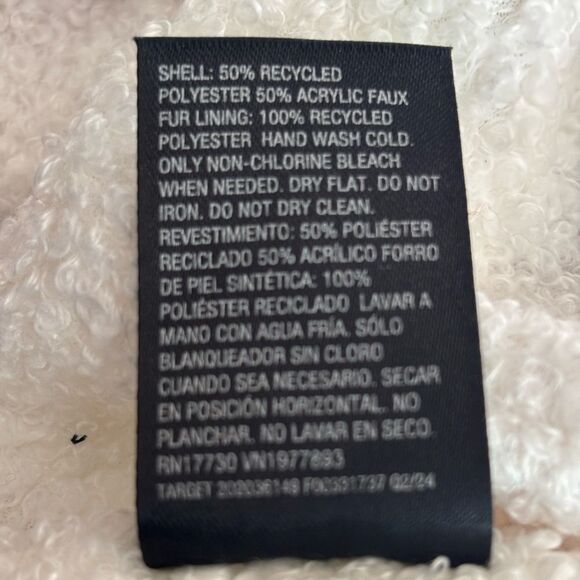 SHELL: 50% RECYCLED
POLYESTER 50% ACRYLIC FAUX
FUR LINING: 100% RECYCLED
POLYESTER HAND WASH COLD.
ONLY NON-CHLORINE BLEACH
WHEN NEEDED. DRY FLAT. DO NOT
IRON. DO NOT DRY CLEAN.
REVESTIMIENTO: 50% POLIÉSTER
RECICLADO 50% ACRÍLICO FORRO
DE PIEL SINTÉTICA: 100%
POLIÉSTER RECICLADO LAVAR A
MANO CON AGUA FRÍA. SÓLO
BLANQUEADOR SIN CLORO
CUANDO SEA NECESARIO. SECAR
EN POSICIÓN HORIZONTAL. NO
PLANCHAR. NO LAVAR EN SECO.
RN17730 VN1977893
TARGET 02/24